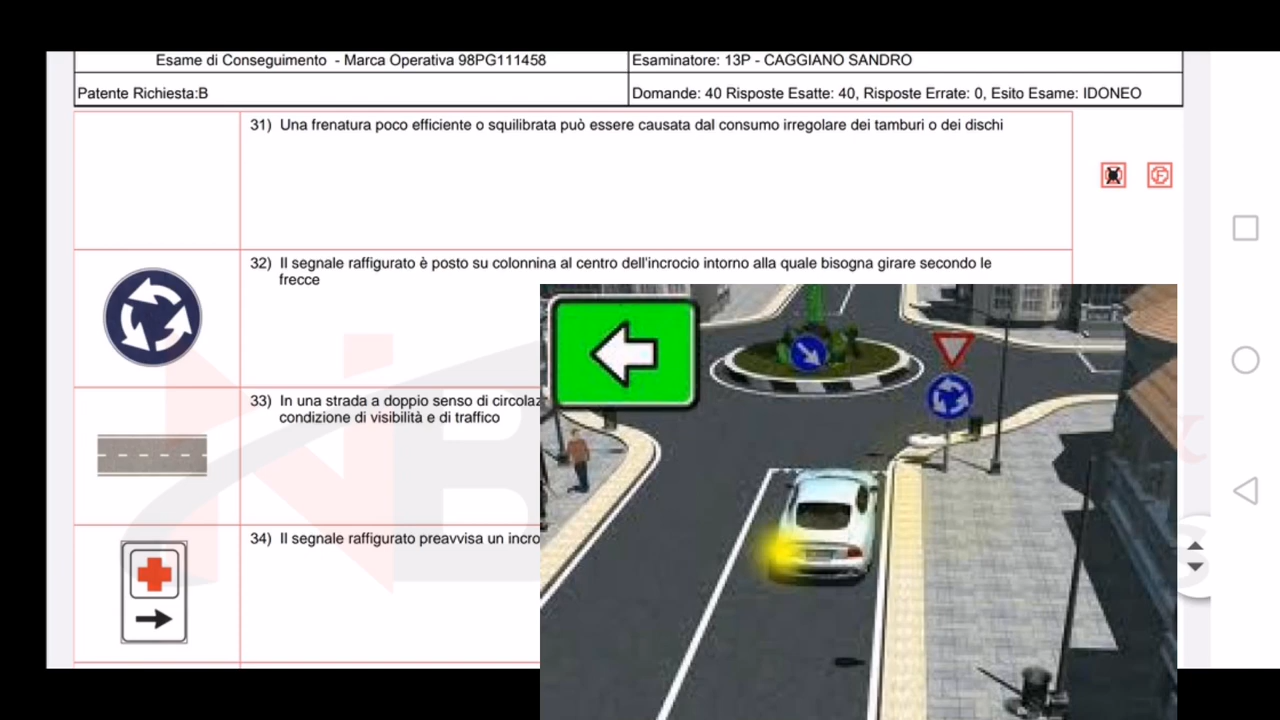 Esame di Conseguimento - Marca Operativa 98PG111458
Esaminatore: 13P - CAGGIANO SANDRO
Patente Richiesta:B
Domande: 40 Risposte Esatte: 40, Risposte Errate: 0, Esito Esame: IDONEO
31) Una frenatura poco efficiente o squilibrata può essere causata dal consumo irregolare dei tamburi o dei dischi
F
32) Il segnale raffigurato è posto su colonnina al centro dell'incrocio intorno alla quale bisogna girare secondo le
frecce
33) In una strada a doppio senso di
condizione di visibilità e di traffico
34) Il segnale raffigurato preavvisa un